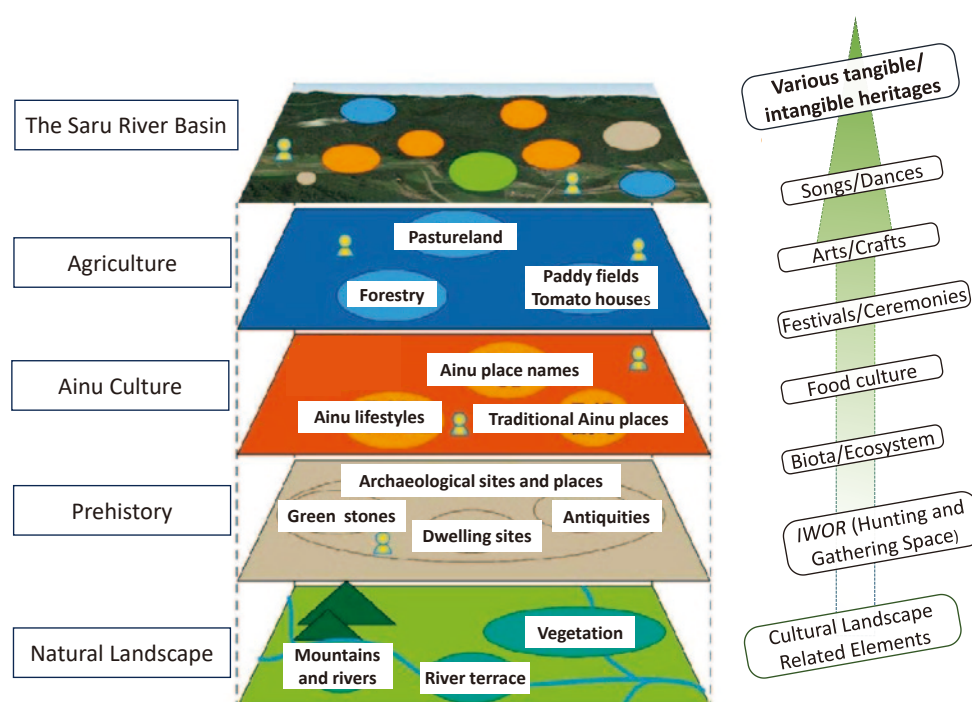 The Saru River Basin
Agriculture
Pastureland
Forestry
Paddy fields
Tomato houses
Ainu Culture
Ainu place names
Ainu lifestyles
Traditional Ainu places
Prehistory
Archaeological sites and places
Green stones
Antiquities
Dwelling sites
Natural Landscape
Vegetation
Mountains
and rivers
River terrace
Various tangible/
intangible heritages
Songs/Dances
Arts/Crafts
Festivals/Ceremonies
Food culture
Biota/Ecosystem
IWOR (Hunting and
Gathering Space)
Cultural Landscape
Related Elements